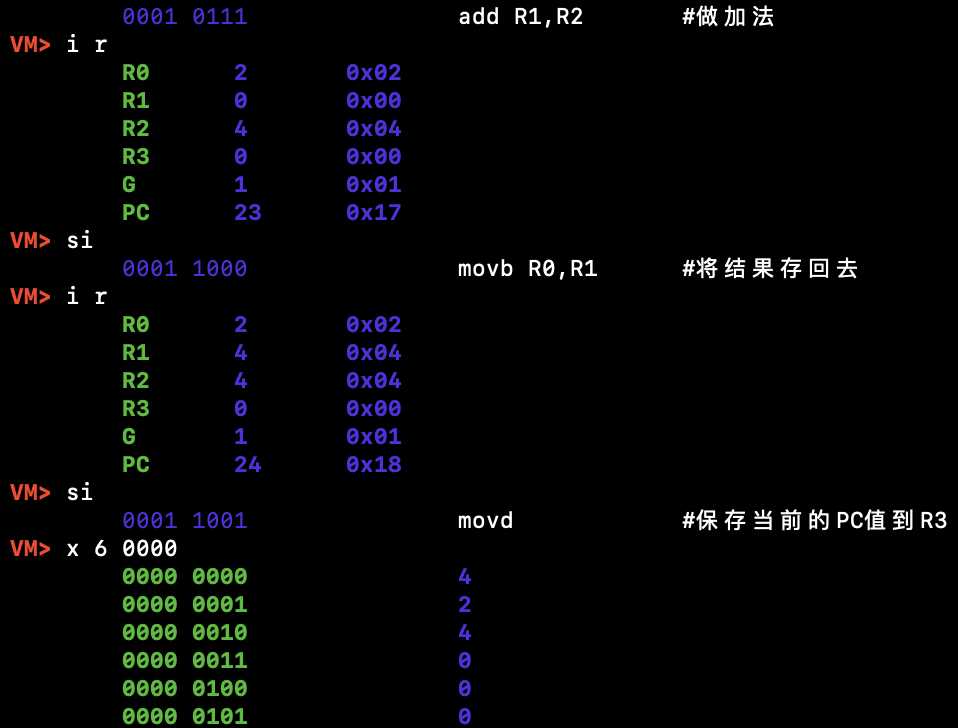 0001 0111 add R1,R2 #做加法
VM> i r
R0 2 0x02
R1 0 0x00
R2 4 0x04
R3 0 0x00
G 1 0x01
PC 23 0x17
VM> si
0001 1000 movb R0,R1 #将结果存回去
VM> i r
R0 2 0x02
R1 4 0x04
R2 4 0x04
R3 0 0x00
G 1 0x01
PC 24 0x18
VM> si
0001 1001 movd #保存当前的PC值到R3
VM> x 6 0000
0000 0000 4
0000 0001 2
0000 0010 4
0000 0011 0
0000 0100 0
0000 0101 0